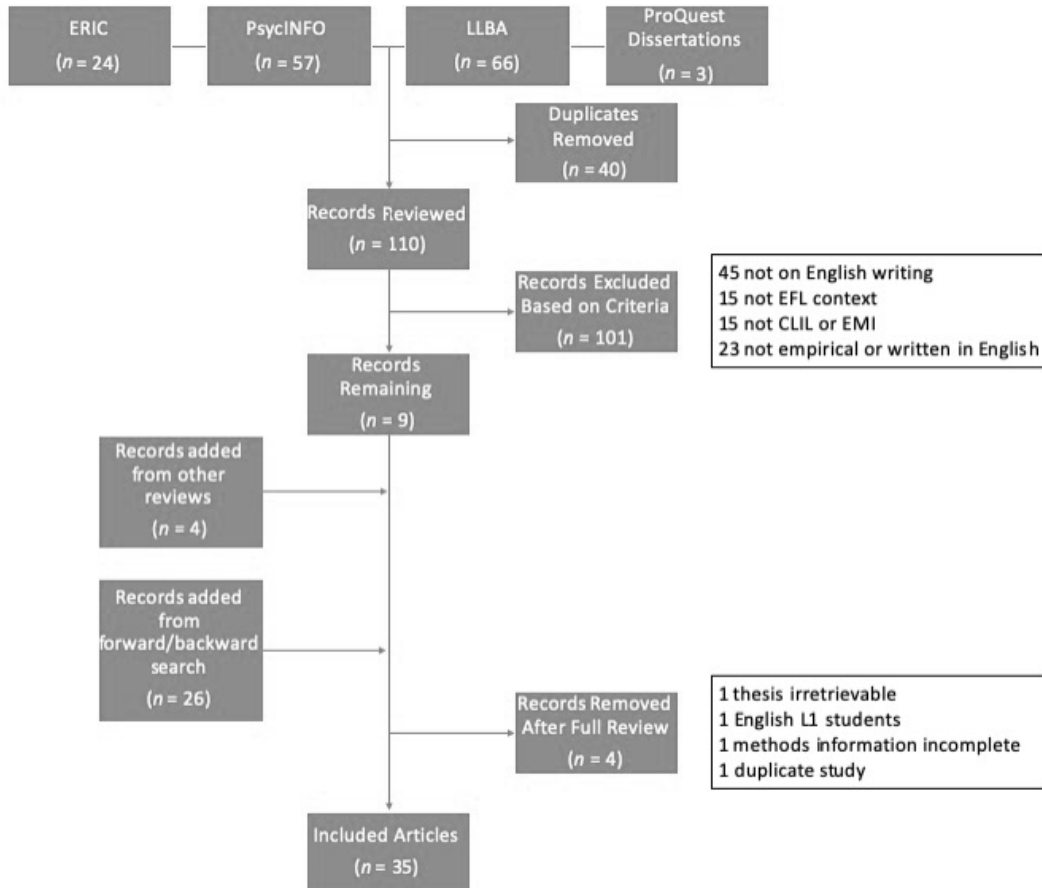 ERIC
(n = 24)
PsycINFO
(n = 57)
LLBA
(n = 66)
ProQuest
Dissertations
(n = 3)
Duplicates
Removed
(n = 40)
Records Reviewed
(n = 110)
Records Excluded
Based on Criteria
(n = 101)
45 not on English writing
15 not EFL context
15 not CLIL or EMI
23 not empirical or written in English
Records
Remaining
(n = 9)
Records added
from other
reviews
(n = 4)
Records added
from
forward/backward
search
(n = 26)
Records Removed
After Full Review
(n = 4)
1 thesis irretrievable
1 English L1 students
1 methods information incomplete
1 duplicate study
Included Articles
(n = 35)